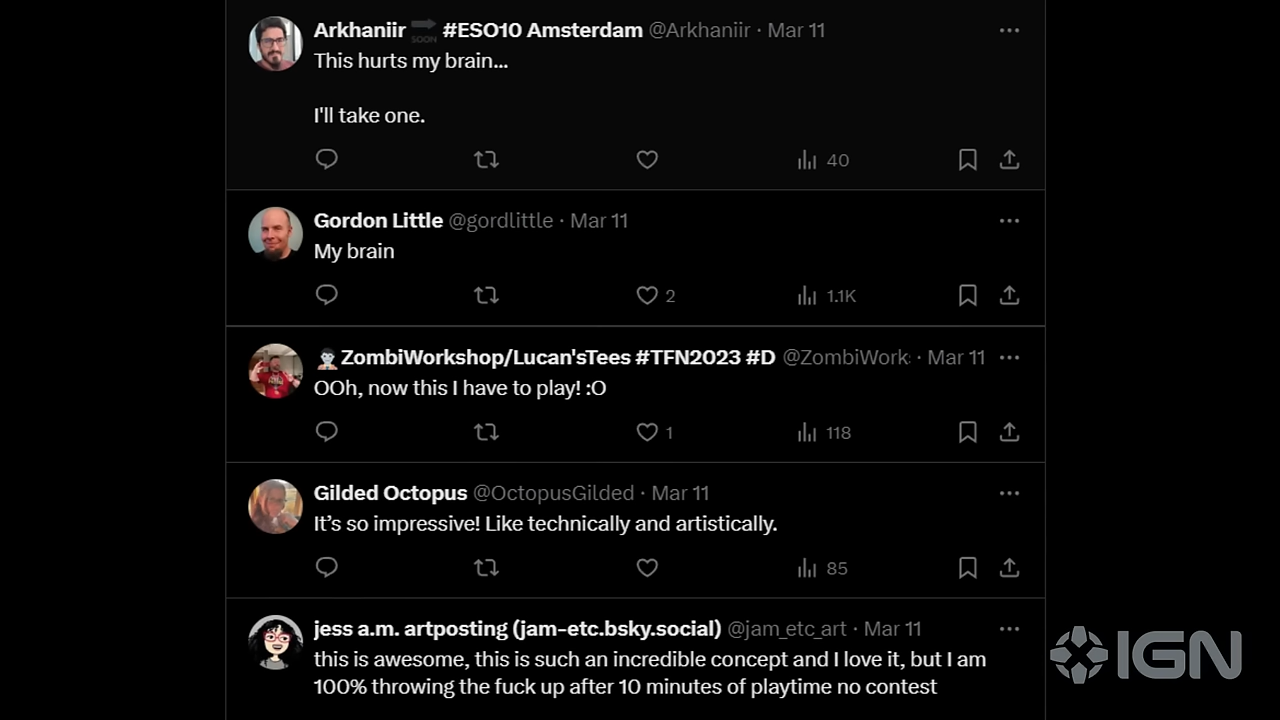 Arkhaniir SOON #ESO10 Amsterdam @Arkhaniir · Mar 11
This hurts my brain...
I'll take one.
40
Gordon Little @gordlittle · Mar 11
My brain
2 1.1K
ZombiWorkshop/Lucan'sTees #TFN2023 #D @ZombiWork · Mar 11
OOh, now this I have to play! :O
1 118
Gilded Octopus @OctopusGilded · Mar 11
It’s so impressive! Like technically and artistically.
85
jess a.m. artposting (jam-etc.bsky.social) @jam_etc_art · Mar 11
this is awesome, this is such an incredible concept and I love it, but I am
100% throwing the fuck up after 10 minutes of playtime no contest
IGN